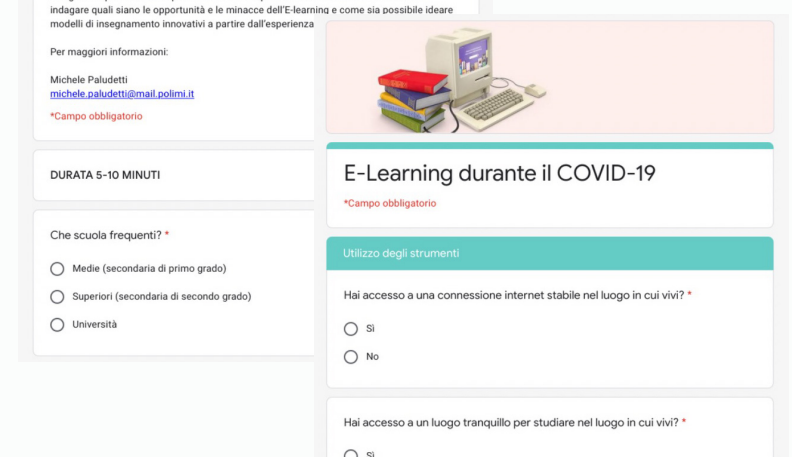 indagare quali siano le opportunità e le minacce dell'E-learning e come sia possibile ideare
modelli di insegnamento innovativi a partire dall'esperienza
Per maggiori informazioni:
Michele Paludetti
michele.paludetti@mail.polimi.it
*Campo obbligatorio
DURATA 5-10 MINUTI
Che scuola frequenti? *
Medie (secondaria di primo grado)
Superiori (secondaria di secondo grado)
Università
E-Learning durante il COVID-19
*Campo obbligatorio
Utilizzo degli strumenti
Hai accesso a una connessione internet stabile nel luogo in cui vivi? *
Sì
No
Hai accesso a un luogo tranquillo per studiare nel luogo in cui vivi? *
Sì